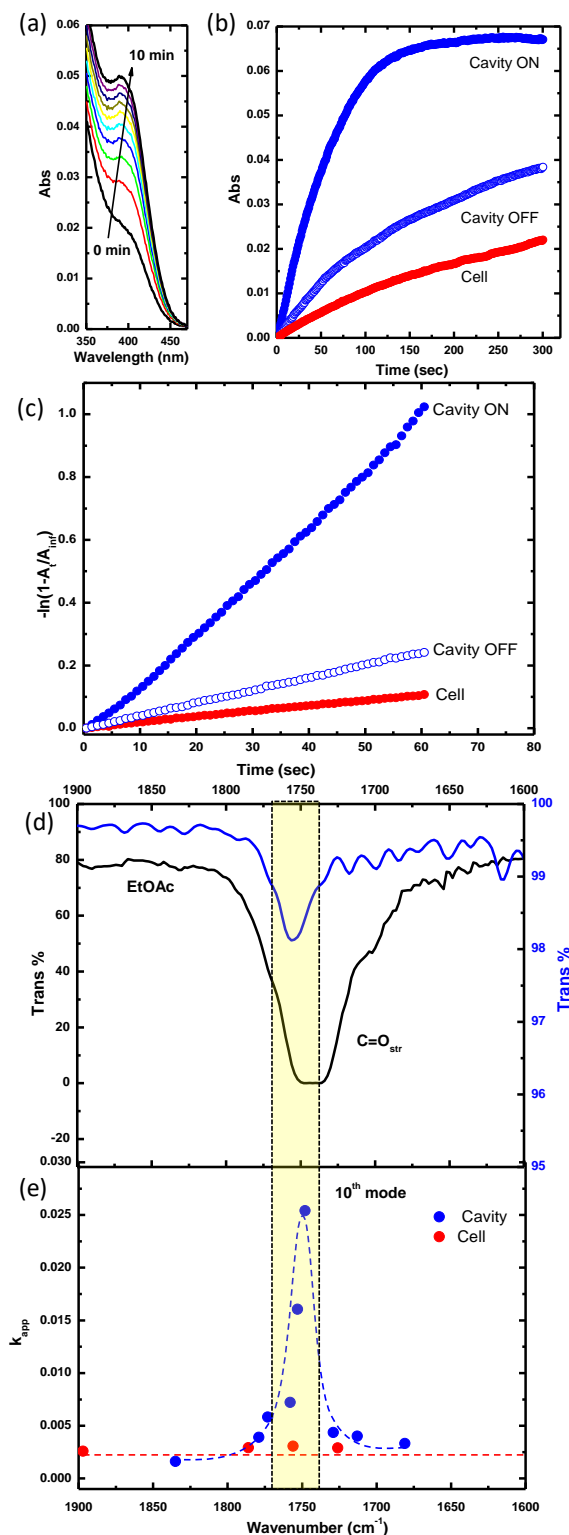 (a)
10 min
0 min
Abs
0.06
0.05
0.04
0.03
0.02
0.01
0.00
350 400 450
Wavelength (nm)
(b)
Cavity ON
Cavity OFF
Cell
Abs
0.07
0.06
0.05
0.04
0.03
0.02
0.01
0.00
50 100 150 200 250 300
Time (sec)
(c)
Cavity ON
Cavity OFF
Cell
-ln(1-At/Ainf)
1.0
0.8
0.6
0.4
0.2
0.0
0 10 20 30 40 50 60 70 80
Time (sec)
1900 1850 1800 1750 1700 1650 1600
(d)
EtOAc
C=Ostr
Trans %
100
80
60
40
20
0
-20
Trans %
100
99
98
97
96
95
(e)
10th mode
Cavity
Cell
kapp
0.030
0.025
0.020
0.015
0.010
0.005
0.000
1900 1850 1800 1750 1700 1650 1600
Wavenumber (cm-1)